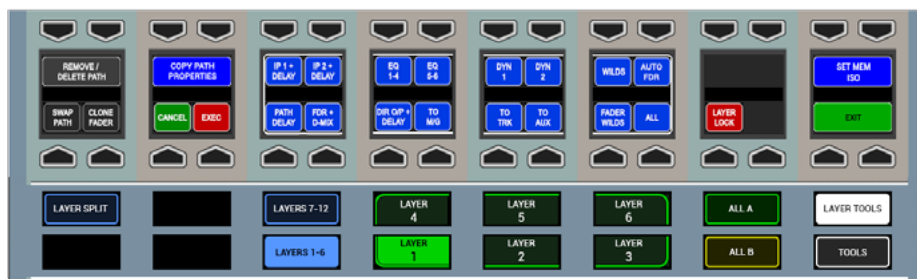 REMOVE /
DELETE PATH
COPY PATH
PROPERTIES
IP 1 +
DELAY
IP 2 +
DELAY
EQ
1-4
EQ
5-6
DYN
1
DYN
2
WILDS
AUTO
FDR
SET MEM
ISO
SWAP
PATH
CLONE
FADER
CANCEL
EXEC
PATH
DELAY
FDR +
D-MIX
DIR O/P +
DELAY
TO
M/G
TO
TRK
TO
AUX
FADER
WILDS
ALL
LAYER
LOCK
EXIT
LAYER SPLIT
LAYERS 7-12
LAYER
4
LAYER
5
LAYER
6
ALL A
LAYER TOOLS
LAYERS 1-6
LAYER
1
LAYER
2
LAYER
3
ALL B
TOOLS